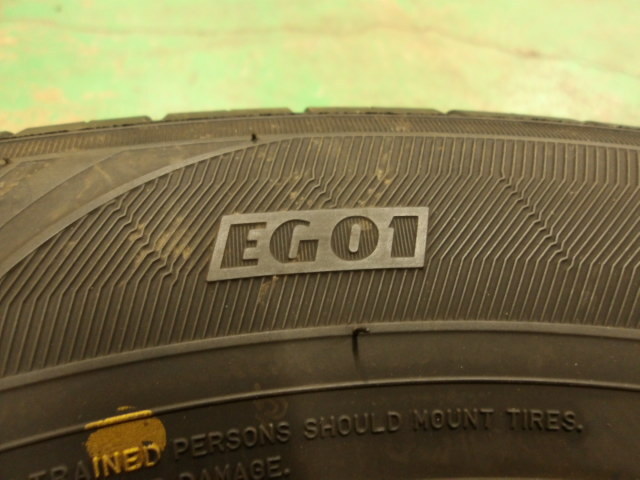 EG01
TRAINED PERSONS SHOULD MOUNT TIRES.
DAMAGE.